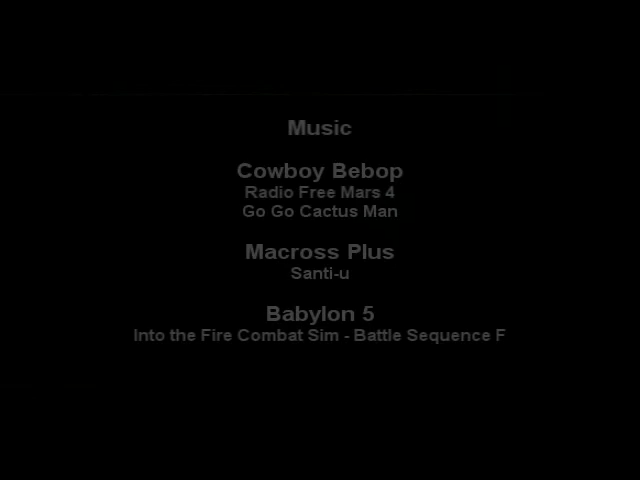 Music
Cowboy Bebop
Radio Free Mars 4
Go Go Cactus Man
Macross Plus
Santi-u
Babylon 5
Into the Fire Combat Sim - Battle Sequence F